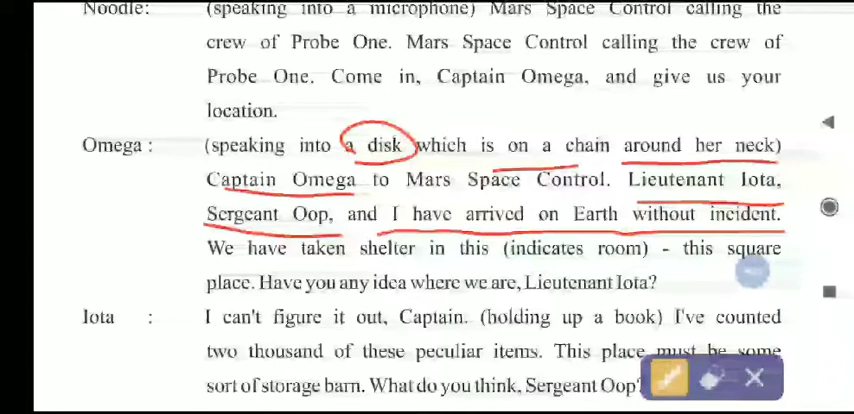 Noodle: (speaking into a microphone) Mars Space Control calling the
crew of Probe One. Mars Space Control calling the crew of
Probe One. Come in, Captain Omega, and give us your
location.
Omega : (speaking into a disk which is on a chain around her neck)
Captain Omega to Mars Space Control. Lieutenant Iota,
Sergeant Oop, and I have arrived on Earth without incident.
We have taken shelter in this (indicates room) - this square
place. Have you any idea where we are, Lieutenant Iota?
Iota : I can't figure it out, Captain. (holding up a book) I've counted
two thousand of these peculiar items. This place must be some
sort of storage barn. What do you think, Sergeant Oop?